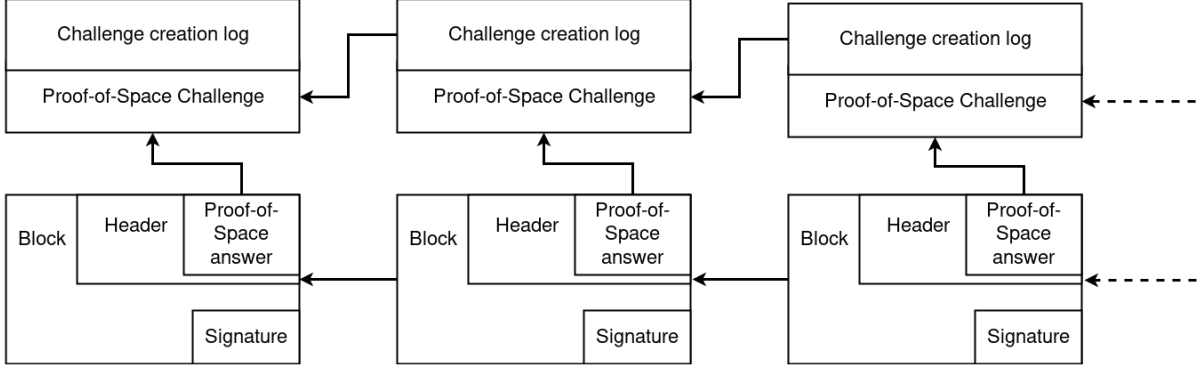 Challenge creation log
Challenge creation log
Challenge creation log
Proof-of-Space Challenge
Proof-of-Space Challenge
Proof-of-Space Challenge
Block
Header
Proof-of-
Space
answer
Signature
Block
Header
Proof-of-
Space
answer
Signature
Block
Header
Proof-of-
Space
answer
Signature